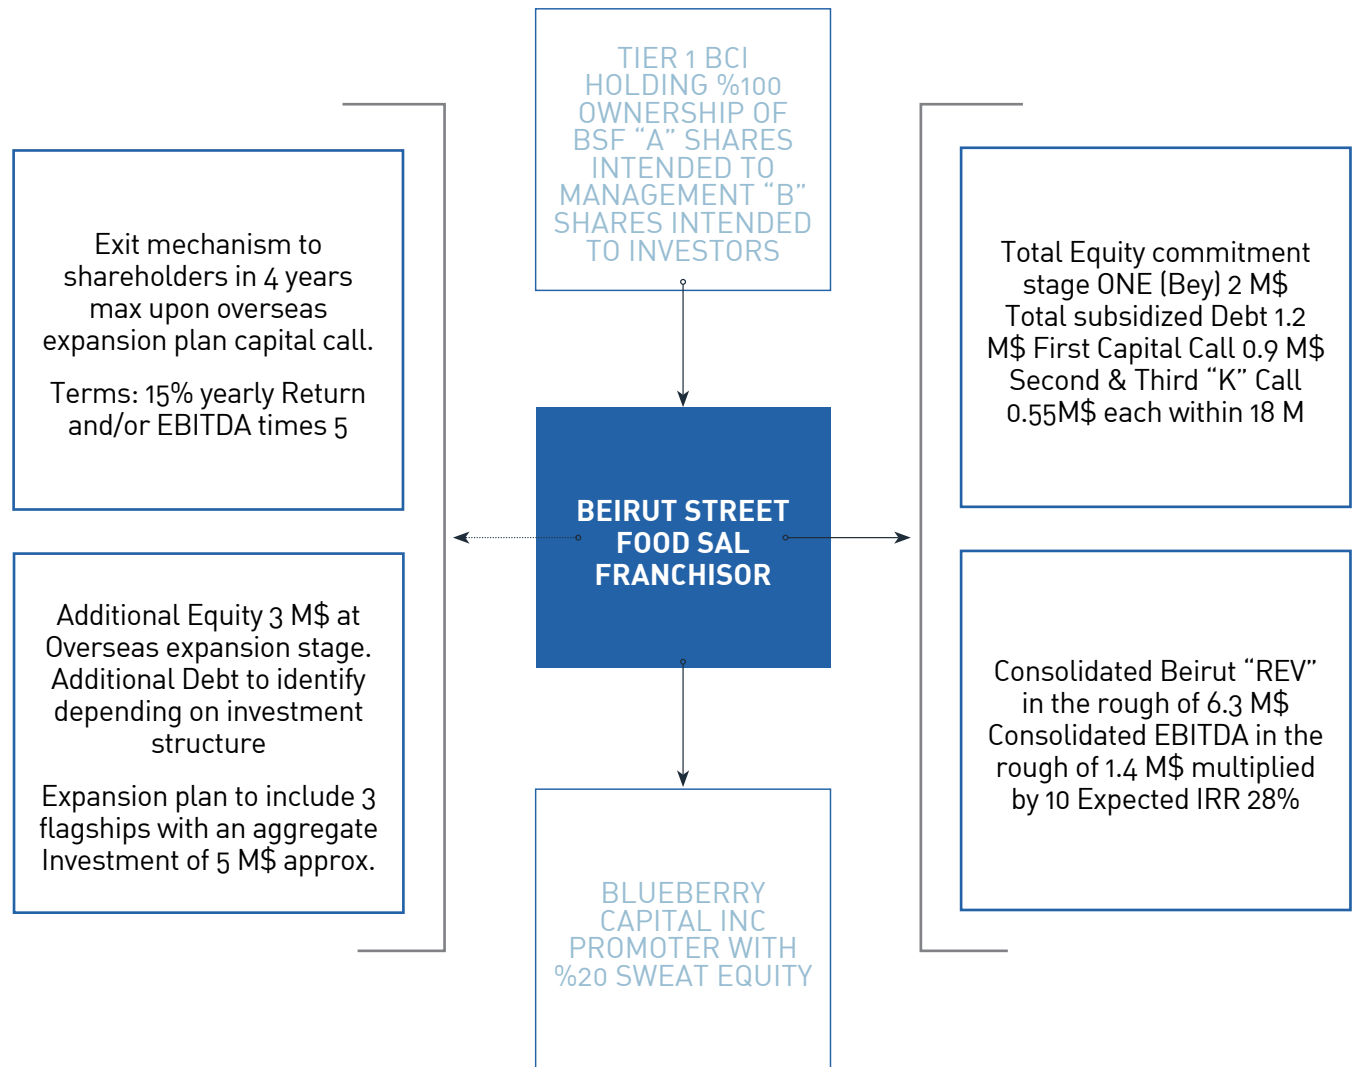 TIER 1 BCI
HOLDING %100
OWNERSHIP OF
BSF “A” SHARES
INTENDED TO
MANAGEMENT “B”
SHARES INTENDED
TO INVESTORS
Exit mechanism to
shareholders in 4 years
max upon overseas
expansion plan capital call.
Terms: 15% yearly Return
and/or EBITDA times 5
Total Equity commitment
stage ONE (Bey) 2 M$
Total subsidized Debt 1.2
M$ First Capital Call 0.9 M$
Second & Third “K” Call
0.55M$ each within 18 M
BEIRUT STREET
FOOD SAL
FRANCHISOR
Additional Equity 3 M$ at
Overseas expansion stage.
Additional Debt to identify
depending on investment
structure
Expansion plan to include 3
flagships with an aggregate
Investment of 5 M$ approx.
Consolidated Beirut “REV”
in the rough of 6.3 M$
Consolidated EBITDA in the
rough of 1.4 M$ multiplied
by 10 Expected IRR 28%
BLUEBERRY
CAPITAL INC
PROMOTER WITH
%20 SWEAT EQUITY